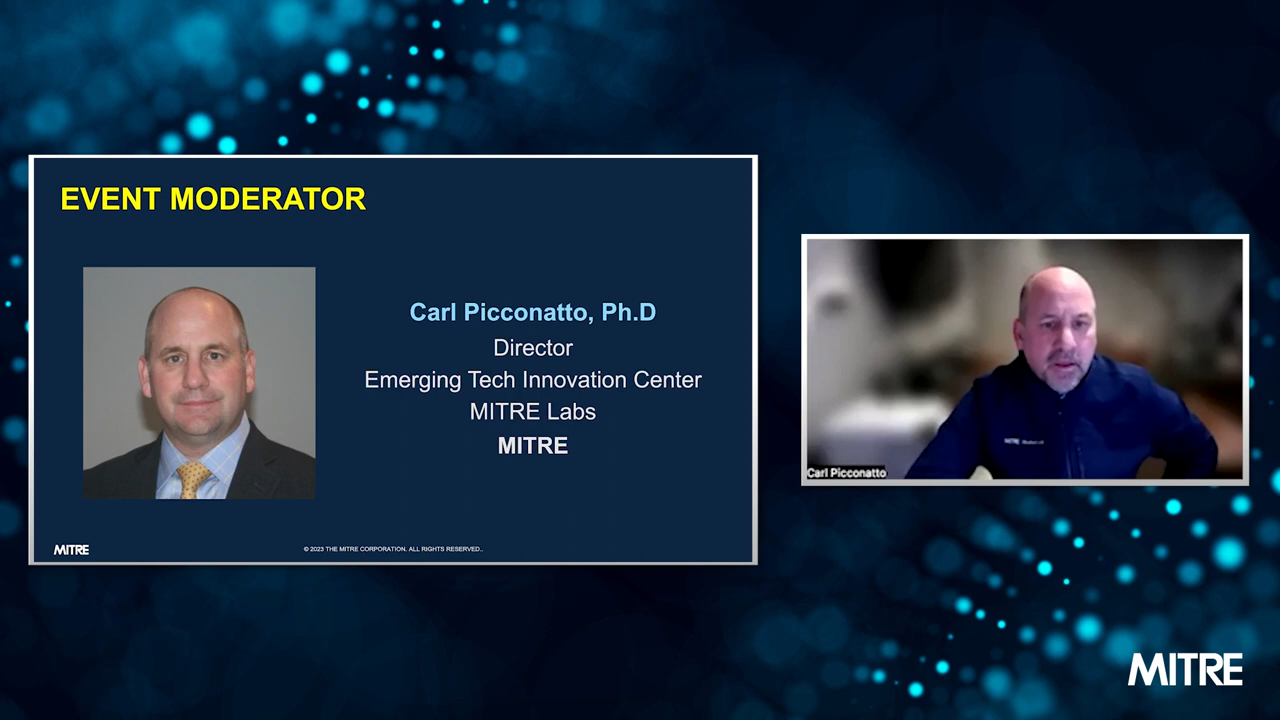 EVENT MODERATOR
Carl Picconatto, Ph.D
Director
Emerging Tech Innovation Center
MITRE Labs
MITRE
MITRE
© 2023 THE MITRE CORPORATION. ALL RIGHTS RESERVED..
MITRE
Carl Picconatto
MITRE